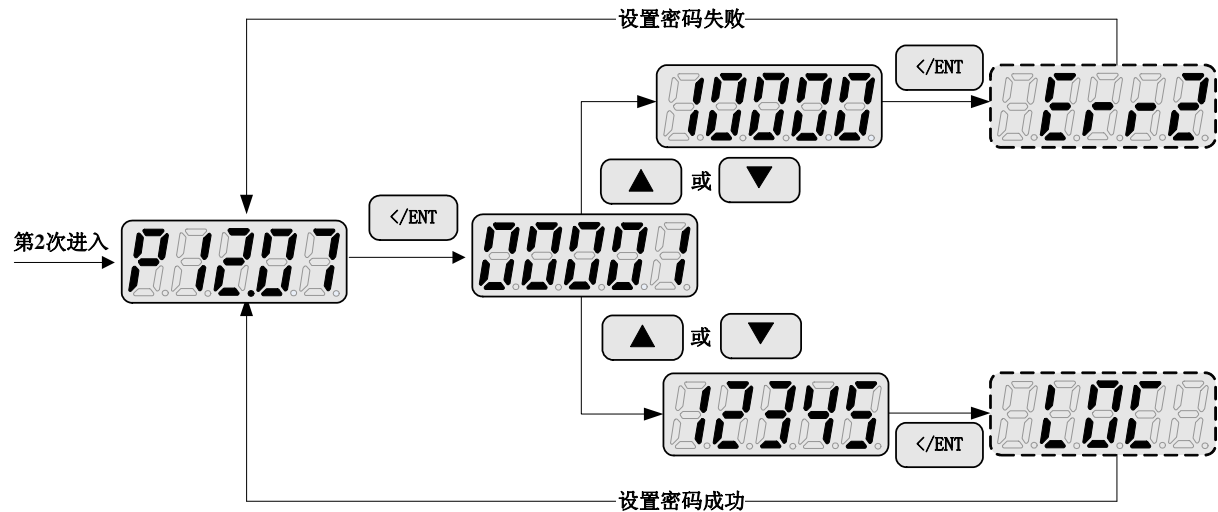 设置密码失败
</ENT
10000
Err2
▲ 或 ▼
第2次进入
P12.07
</ENT
00001
▲ 或 ▼
12345
</ENT
LOC
设置密码成功